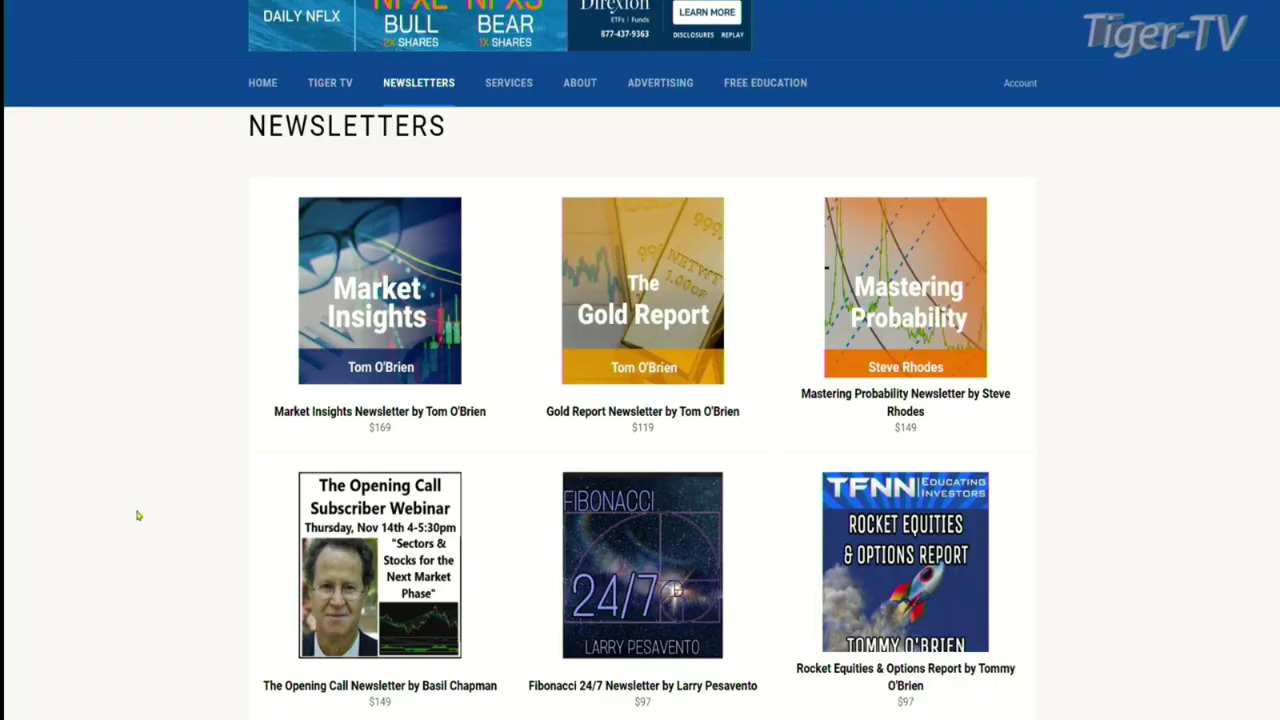 DAILY NFLX
BULL
BEAR
2X SHARES
1X SHARES
Direxion
ETFs | Funds
877-437-9363
LEARN MORE
DISCLOSURES REPLAY
Tiger-TV
HOME TIGER TV NEWSLETTERS SERVICES ABOUT ADVERTISING FREE EDUCATION Account
NEWSLETTERS
Market
Insights
Tom O'Brien
The
Gold Report
Tom O'Brien
Mastering
Probability
Steve Rhodes
Market Insights Newsletter by Tom O'Brien
$169
Gold Report Newsletter by Tom O'Brien
$119
Mastering Probability Newsletter by Steve
Rhodes
$149
The Opening Call
Subscriber Webinar
Thursday, Nov 14th 4-5:30pm
"Sectors &
Stocks for the
Next Market
Phase"
FIBONACCI
24/7
LARRY PESAVENTO
TFNN EDUCATING
INVESTORS
ROCKET EQUITIES
& OPTIONS REPORT
TOMMY O'BRIEN
The Opening Call Newsletter by Basil Chapman
$149
Fibonacci 24/7 Newsletter by Larry Pesavento
$97
Rocket Equities & Options Report by Tommy
O'Brien
$97